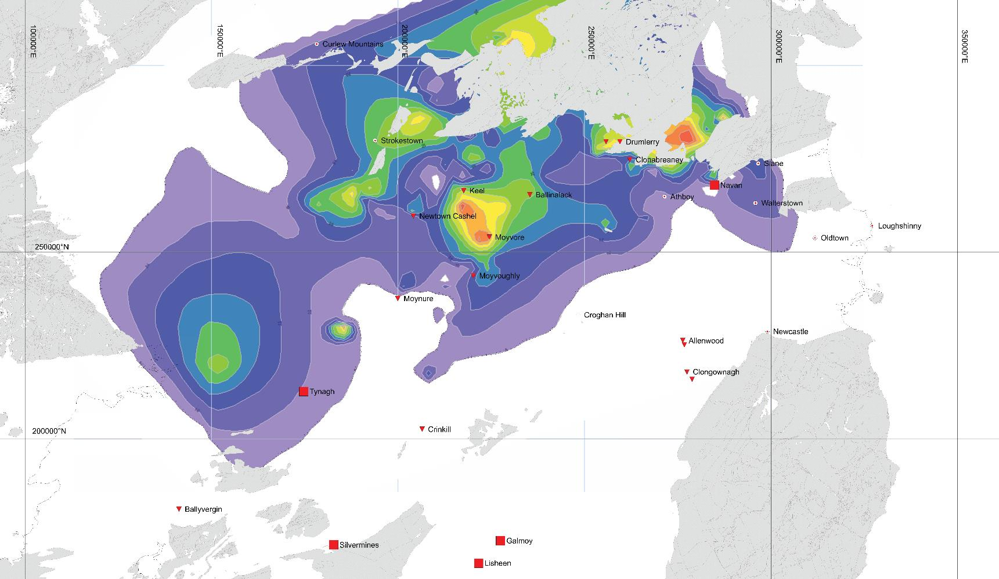 100000°E
150000°E
200000°E
250000°E
300000°E
350000°E
Curlew Mountains
Strokestown
Drumlerry
Clonabreaney
Slane
Navan
Keel
Ballinalack
Athboy
Walterstown
Newtown Cashel
Loughshinny
Moyvore
Oldtown
250000°N
Moyvoughly
Moynure
Croghan Hill
Newcastle
Allenwood
Clongownagh
Tynagh
Crinkill
200000°N
Ballyvergin
Galmoy
Silvermines
Lisheen